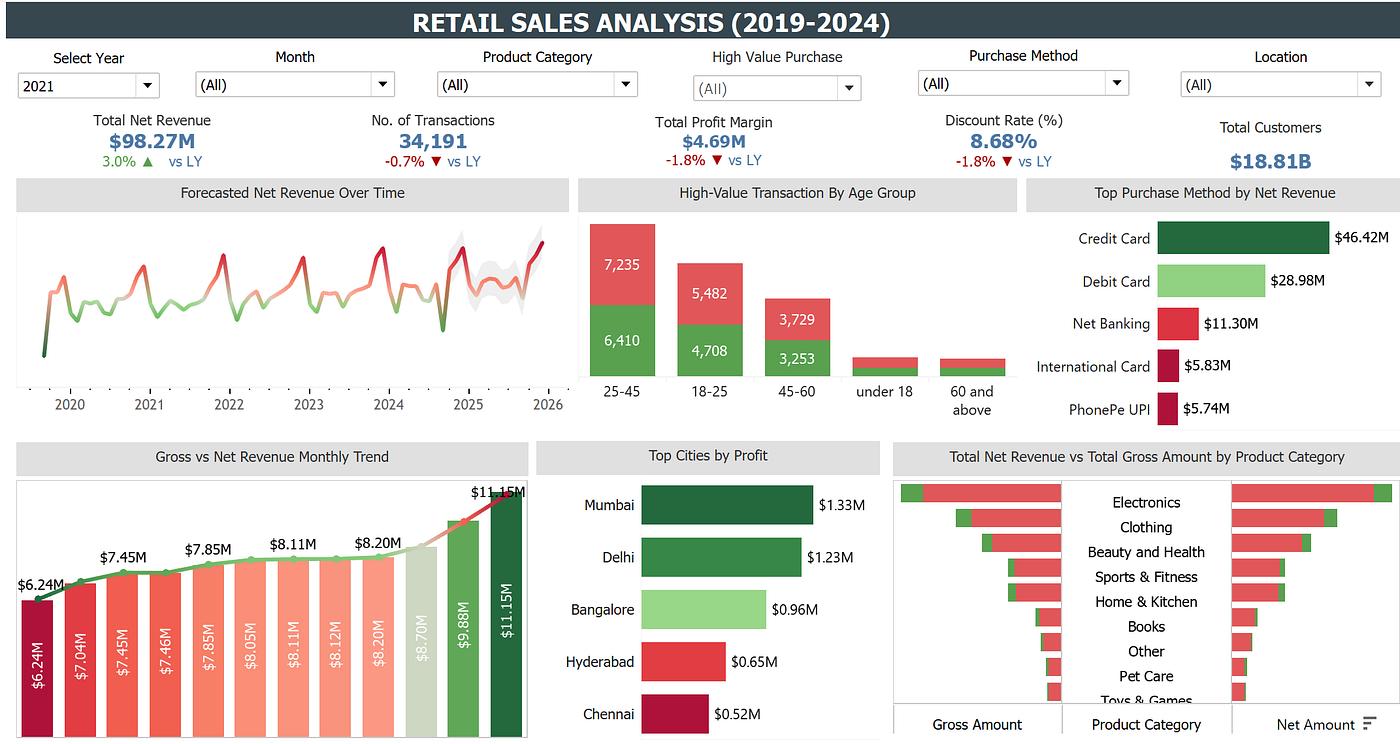 RETAIL SALES ANALYSIS (2019-2024)
Select Year
Month
Product Category
High Value Purchase
Purchase Method
Location
2021
(All)
(All)
(All)
(All)
(All)
Total Net Revenue
No. of Transactions
Total Profit Margin
Discount Rate (%)
Total Customers
$98.27M
34,191
$4.69M
8.68%
$18.81B
3.0% ▲ vs LY
-0.7% ▼ vs LY
-1.8% ▼ vs LY
-1.8% ▼ vs LY
Forecasted Net Revenue Over Time
2020
2021
2022
2023
2024
2025
2026
High-Value Transaction By Age Group
7,235
6,410
5,482
4,708
3,729
3,253
25-45
18-25
45-60
under 18
60 and
above
Top Purchase Method by Net Revenue
Credit Card
$46.42M
Debit Card
$28.98M
Net Banking
$11.30M
International Card
$5.83M
PhonePe UPI
$5.74M
Gross vs Net Revenue Monthly Trend
$6.24M
$7.45M
$7.85M
$8.11M
$8.20M
$11.15M
$6.24M
$7.04M
$7.45M
$7.46M
$7.85M
$8.05M
$8.11M
$8.12M
$8.20M
$8.70M
$9.88M
$11.15M
Top Cities by Profit
Mumbai
$1.33M
Delhi
$1.23M
Bangalore
$0.96M
Hyderabad
$0.65M
Chennai
$0.52M
Total Net Revenue vs Total Gross Amount by Product Category
Electronics
Clothing
Beauty and Health
Sports & Fitness
Home & Kitchen
Books
Other
Pet Care
Toys & Games
Gross Amount
Product Category
Net Amount